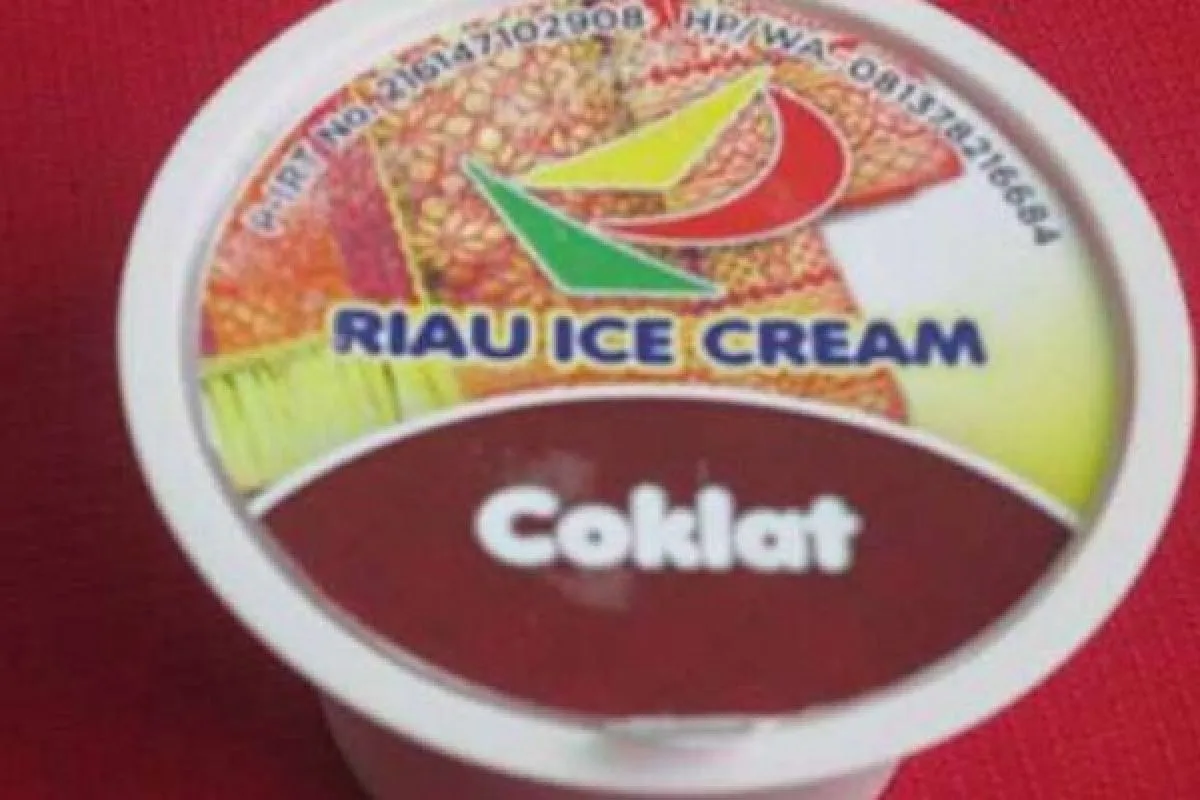 P-IRT No. 216147102908 HP/WA. 081378216684
RIAU ICE CREAM
Coklat